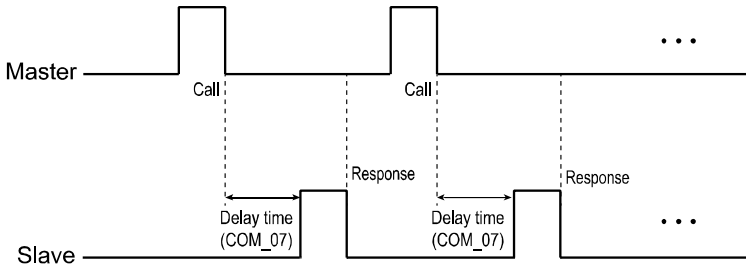 Master
Call
Call
...
Response
Response
Delay time
(COM_07)
Delay time
(COM_07)
...
Slave